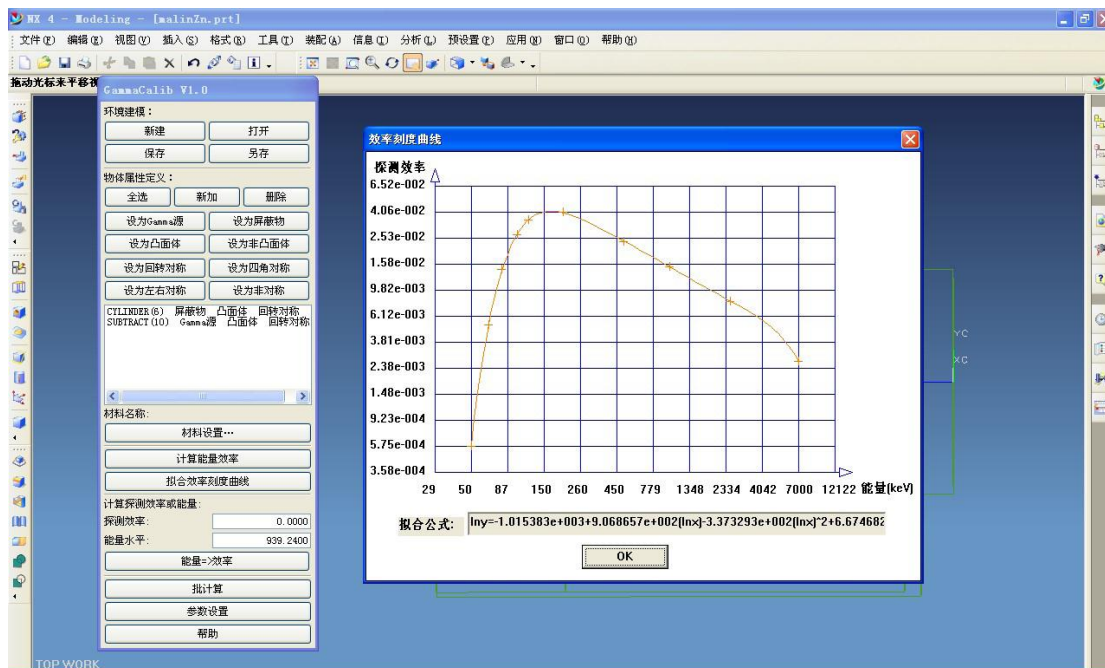 NX 4 - Modeling - [malinZn.prt]
文件(F) 编辑(E) 视图(V) 插入(S) 格式(R) 工具(T) 装配(A) 信息(I) 分析(L) 预设置(P) 应用(N) 窗口(O) 帮助(H)
拖动光标来平移视
GammaCalib V1.0
环境建模:
新建 打开
保存 另存
物体属性定义:
全选 新加 删除
设为Gamma源 设为屏蔽物
设为凸面体 设为非凸面体
设为回转对称 设为四角对称
设为左右对称 设为非对称
CYLINDER(6) 屏蔽物 凸面体 回转对称
SUBTRACT(10) Gamma源 凸面体 回转对称
材料名称:
材料设置…
计算能量效率
拟合效率刻度曲线
计算探测效率或能量:
探测效率: 0.0000
能量水平: 939.2400
能量=>效率
批计算
参数设置
帮助
效率刻度曲线
探测效率
6.52e-002
4.06e-002
2.53e-002
1.58e-002
9.82e-003
6.12e-003
3.81e-003
2.38e-003
1.48e-003
9.23e-004
5.75e-004
3.58e-004
29 50 87 150 260 450 779 1348 2334 4042 7000 12122 能量(keV)
拟合公式: lny=-1.015383e+003+9.068657e+002(lnx)-3.373293e+002(lnx)^2+6.674682
OK
YC
XC
TOP WORK